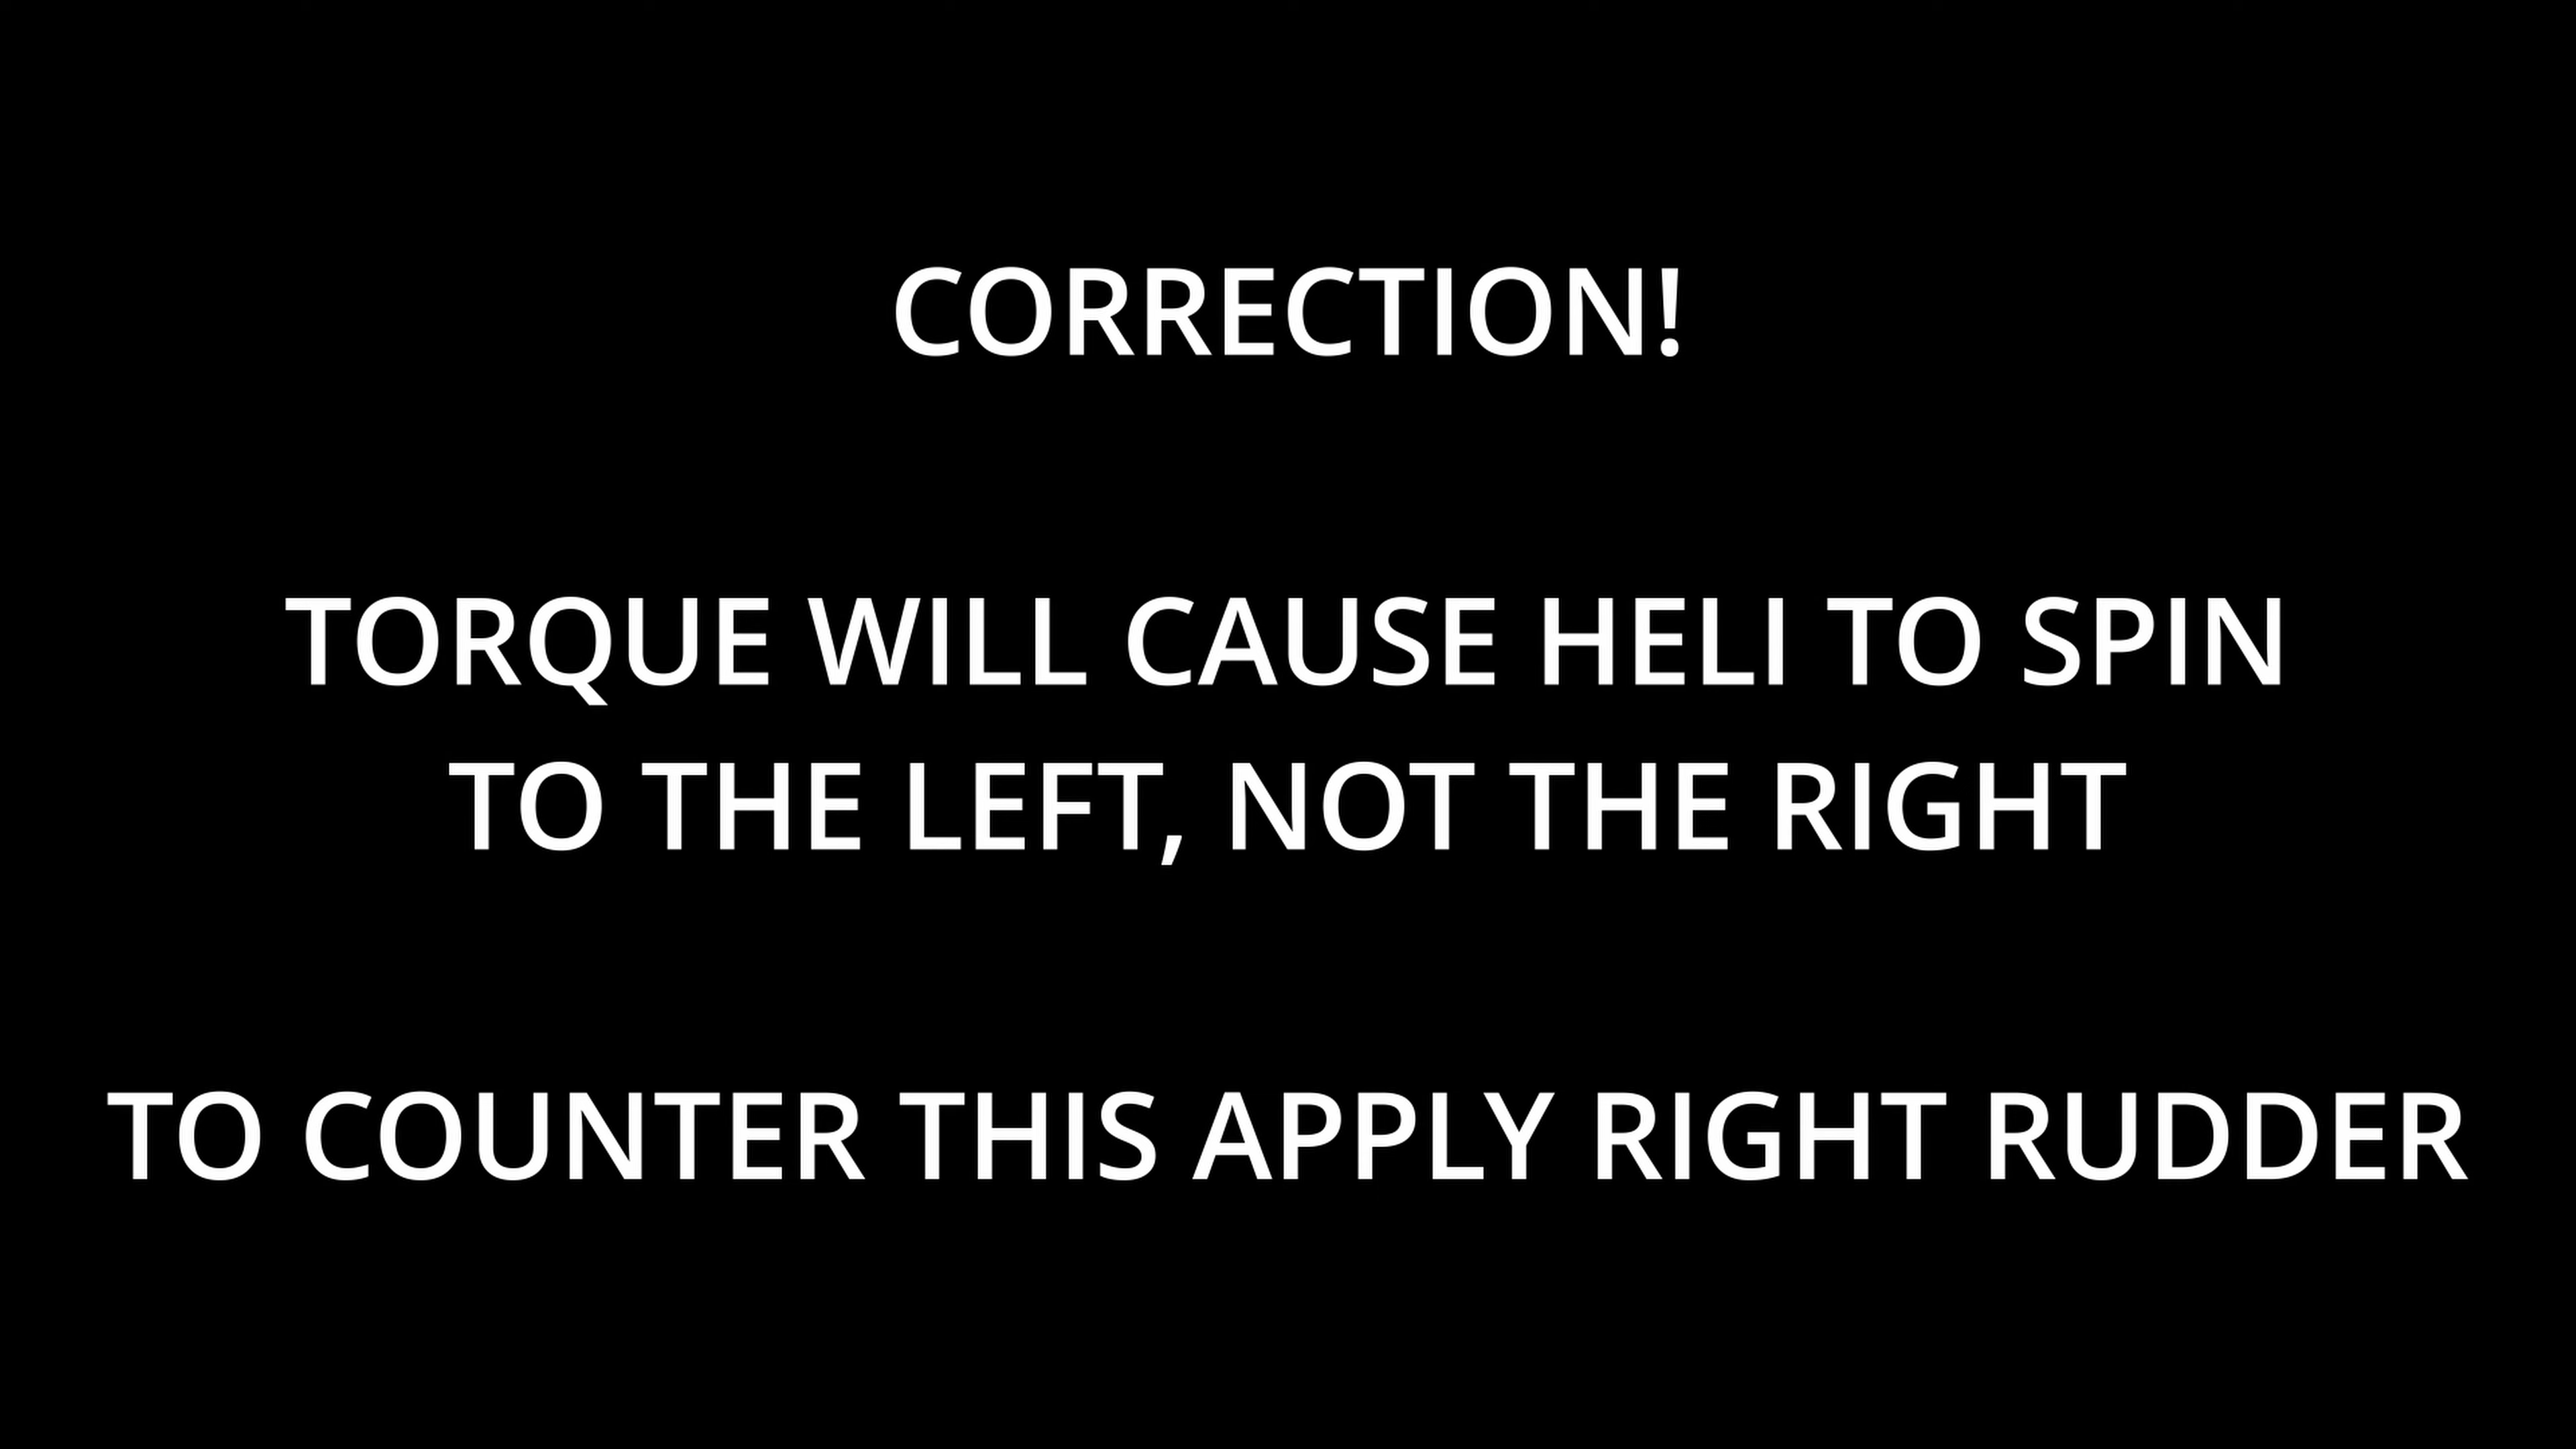 CORRECTION!
TORQUE WILL CAUSE HELI TO SPIN
TO THE LEFT, NOT THE RIGHT
TO COUNTER THIS APPLY RIGHT RUDDER